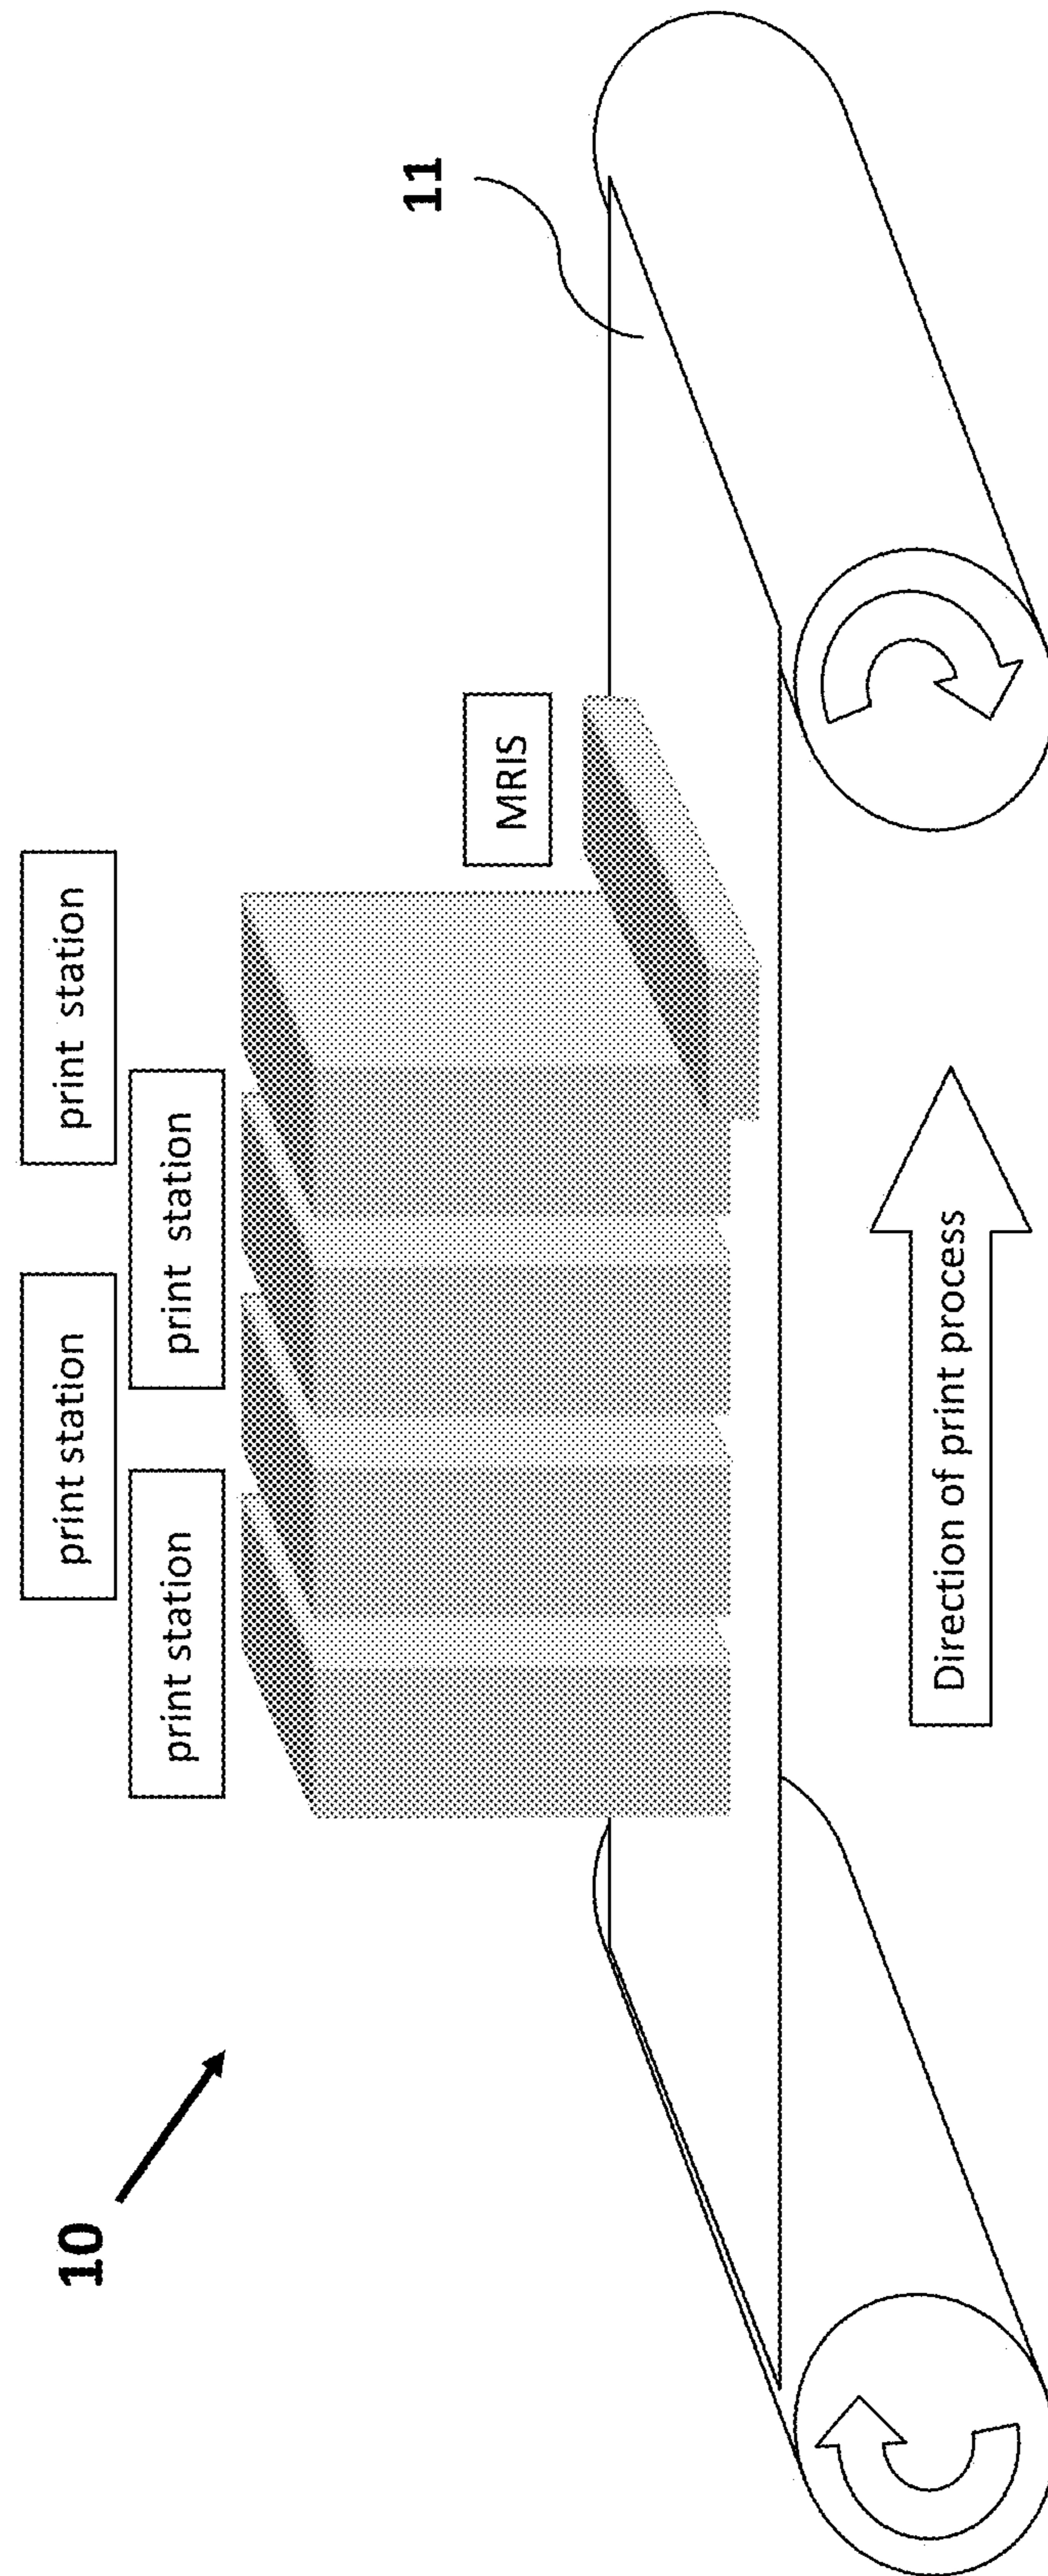 10
print station
print station
print station
print station
MRIS
11
Direction of print process